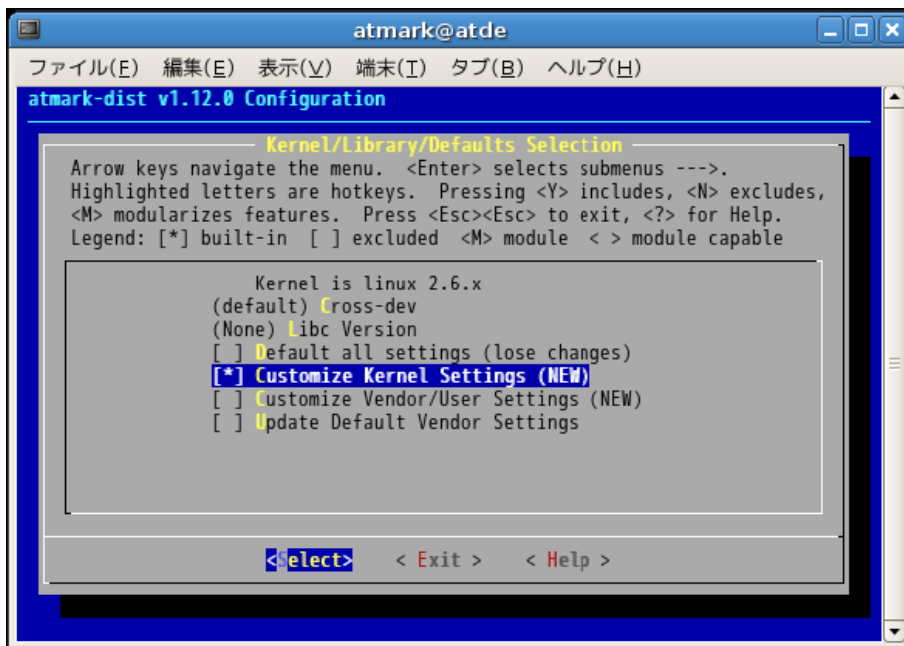 atmark@atde
ファイル(F) 編集(E) 表示(V) 端末(T) タブ(B) ヘルプ(H)
atmark-dist v1.12.0 Configuration
Kernel/Library/Defaults Selection
Arrow keys navigate the menu. <Enter> selects submenus --->.
Highlighted letters are hotkeys. Pressing <Y> includes, <N> excludes,
<M> modularizes features. Press <Esc><Esc> to exit, <?> for Help.
Legend: [*] built-in [ ] excluded <M> module < > module capable
Kernel is linux 2.6.x
(default) Cross-dev
(None) Libc Version
[ ] Default all settings (lose changes)
[*] Customize Kernel Settings (NEW)
[ ] Customize Vendor/User Settings (NEW)
[ ] Update Default Vendor Settings
<Select> < Exit > < Help >